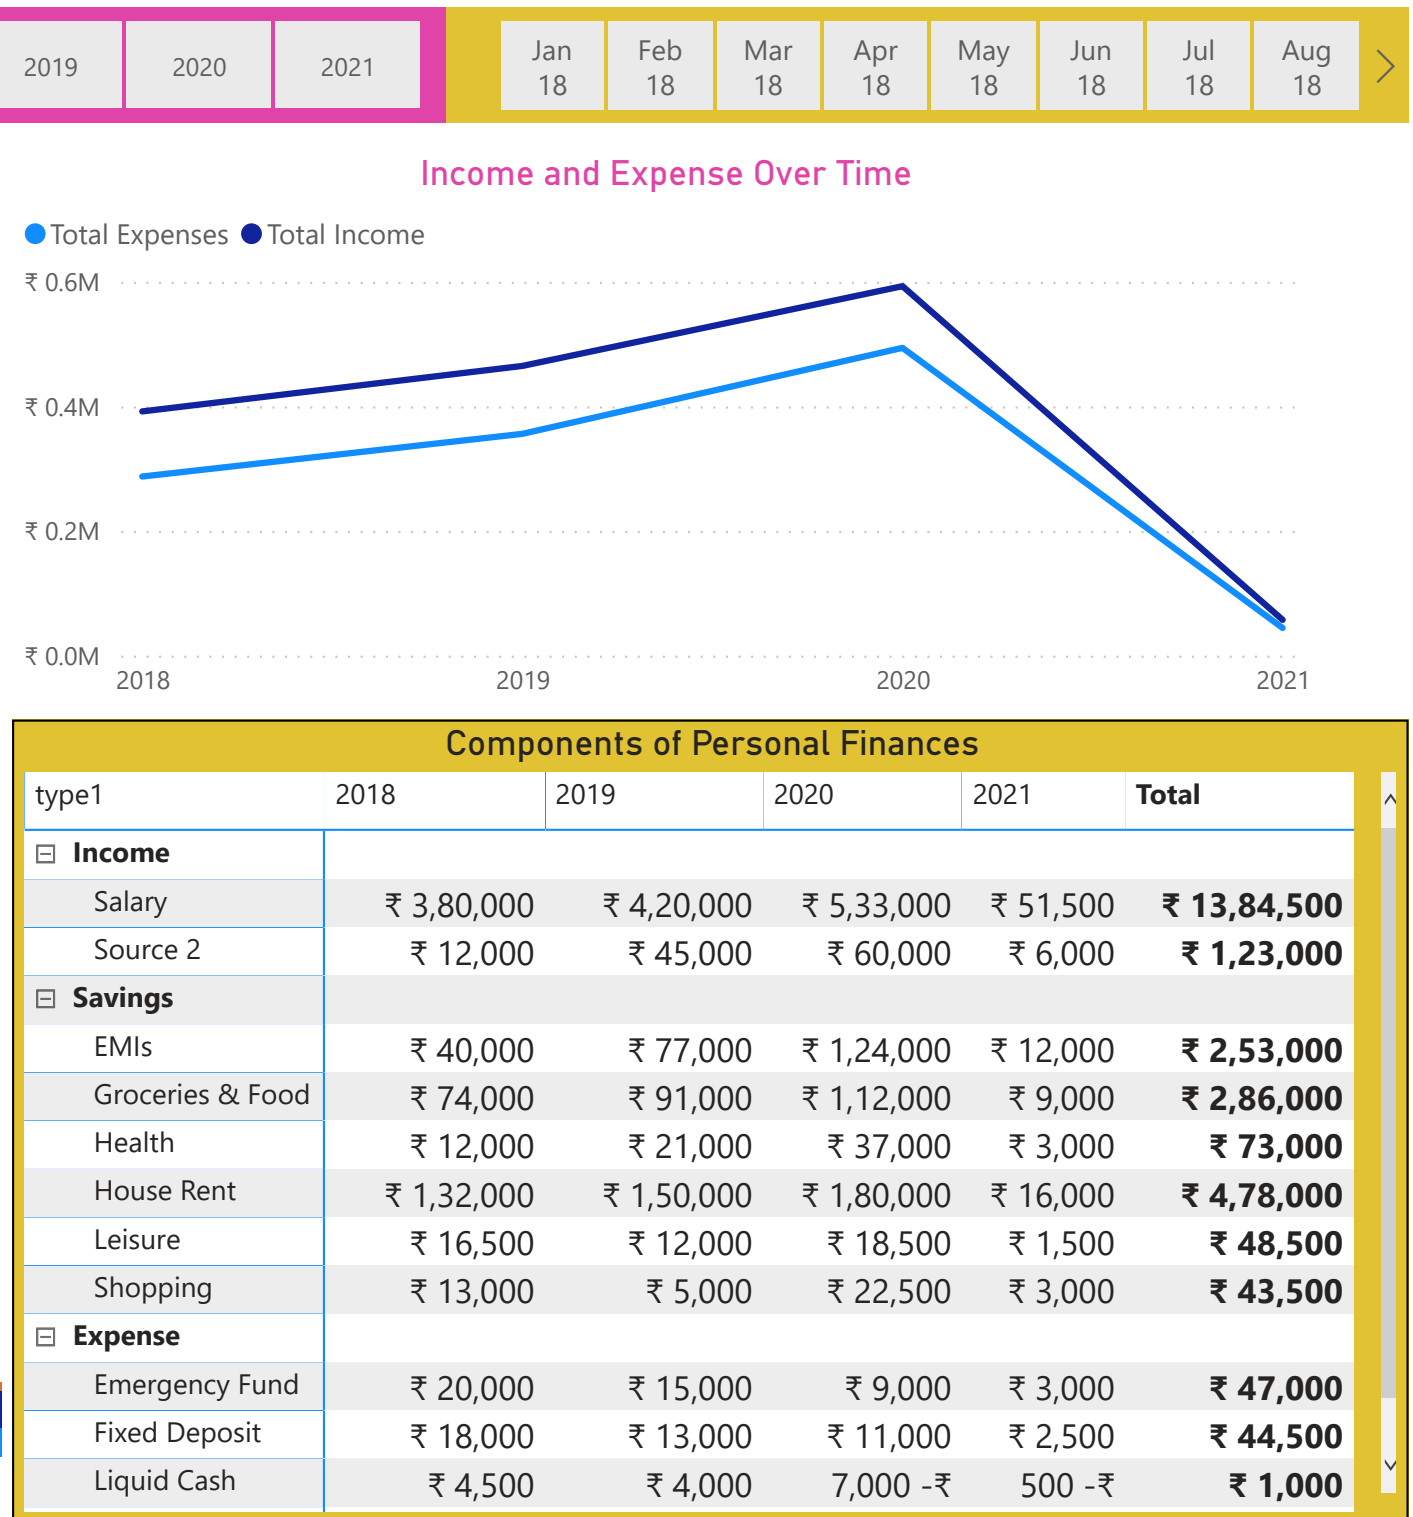 2019 2020 2021 Jan 18 Feb 18 Mar 18 Apr 18 May 18 Jun 18 Jul 18 Aug 18
Income and Expense Over Time
Total Expenses Total Income
₹ 0.6M
₹ 0.4M
₹ 0.2M
₹ 0.0M
2018 2019 2020 2021
Components of Personal Finances
type1 2018 2019 2020 2021 Total
Income
Salary ₹ 3,80,000 ₹ 4,20,000 ₹ 5,33,000 ₹ 51,500 ₹ 13,84,500
Source 2 ₹ 12,000 ₹ 45,000 ₹ 60,000 ₹ 6,000 ₹ 1,23,000
Savings
EMIs ₹ 40,000 ₹ 77,000 ₹ 1,24,000 ₹ 12,000 ₹ 2,53,000
Groceries & Food ₹ 74,000 ₹ 91,000 ₹ 1,12,000 ₹ 9,000 ₹ 2,86,000
Health ₹ 12,000 ₹ 21,000 ₹ 37,000 ₹ 3,000 ₹ 73,000
House Rent ₹ 1,32,000 ₹ 1,50,000 ₹ 1,80,000 ₹ 16,000 ₹ 4,78,000
Leisure ₹ 16,500 ₹ 12,000 ₹ 18,500 ₹ 1,500 ₹ 48,500
Shopping ₹ 13,000 ₹ 5,000 ₹ 22,500 ₹ 3,000 ₹ 43,500
Expense
Emergency Fund ₹ 20,000 ₹ 15,000 ₹ 9,000 ₹ 3,000 ₹ 47,000
Fixed Deposit ₹ 18,000 ₹ 13,000 ₹ 11,000 ₹ 2,500 ₹ 44,500
Liquid Cash ₹ 4,500 ₹ 4,000 7,000 -₹ 500 -₹ ₹ 1,000